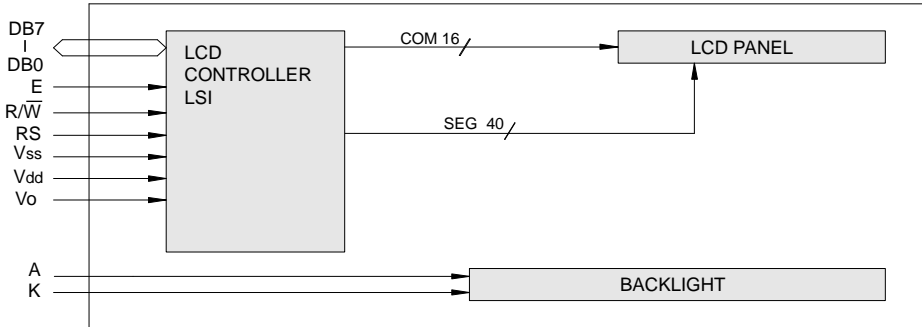 DB7
DB0
E
R/W
RS
Vss
Vdd
Vo
A
K
LCD
CONTROLLER
LSI
COM 16
SEG 40
LCD PANEL
BACKLIGHT